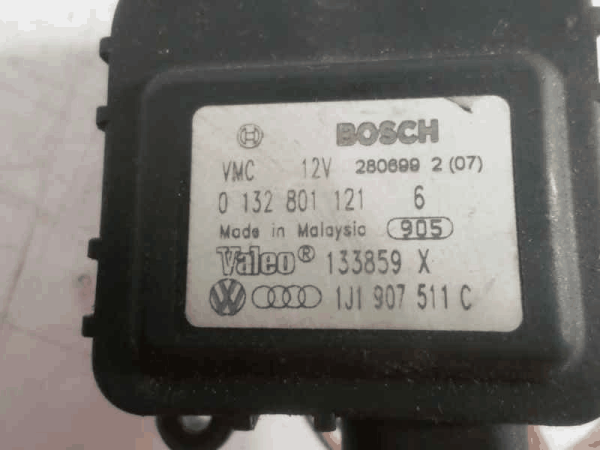 BOSCH
VMC 12V 280699 2 (07)
0 132 801 121 6
Made in Malaysia 905
Valeo® 133859 X
1J1 907 511 C